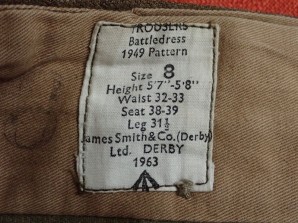 TROUSERS
Battledress
1949 Pattern
Size 8
Height 5'7"-5'8"
Waist 32-33
Seat 38-39
Leg 31½
James Smith & Co.(Derby)
Ltd. DERBY
1963